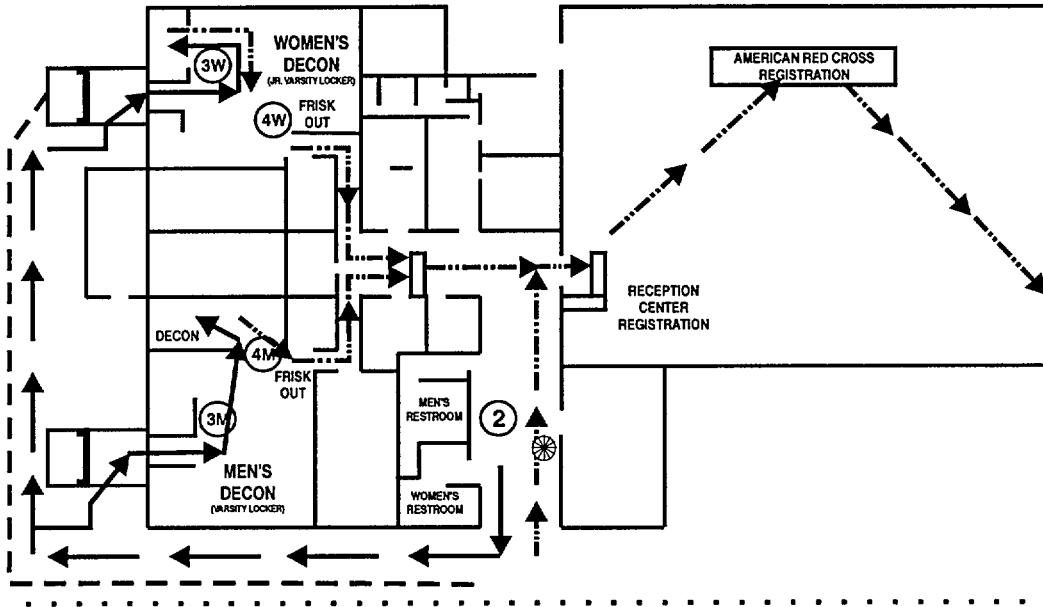 3W
WOMEN'S
DECON
(JR. VARSITY LOCKER)
4W
FRISK
OUT
AMERICAN RED CROSS
REGISTRATION
RECEPTION
CENTER
REGISTRATION
DECON
4M
FRISK
OUT
3M
MEN'S
DECON
(VARSITY LOCKER)
MEN'S
RESTROOM
2
WOMEN'S
RESTROOM